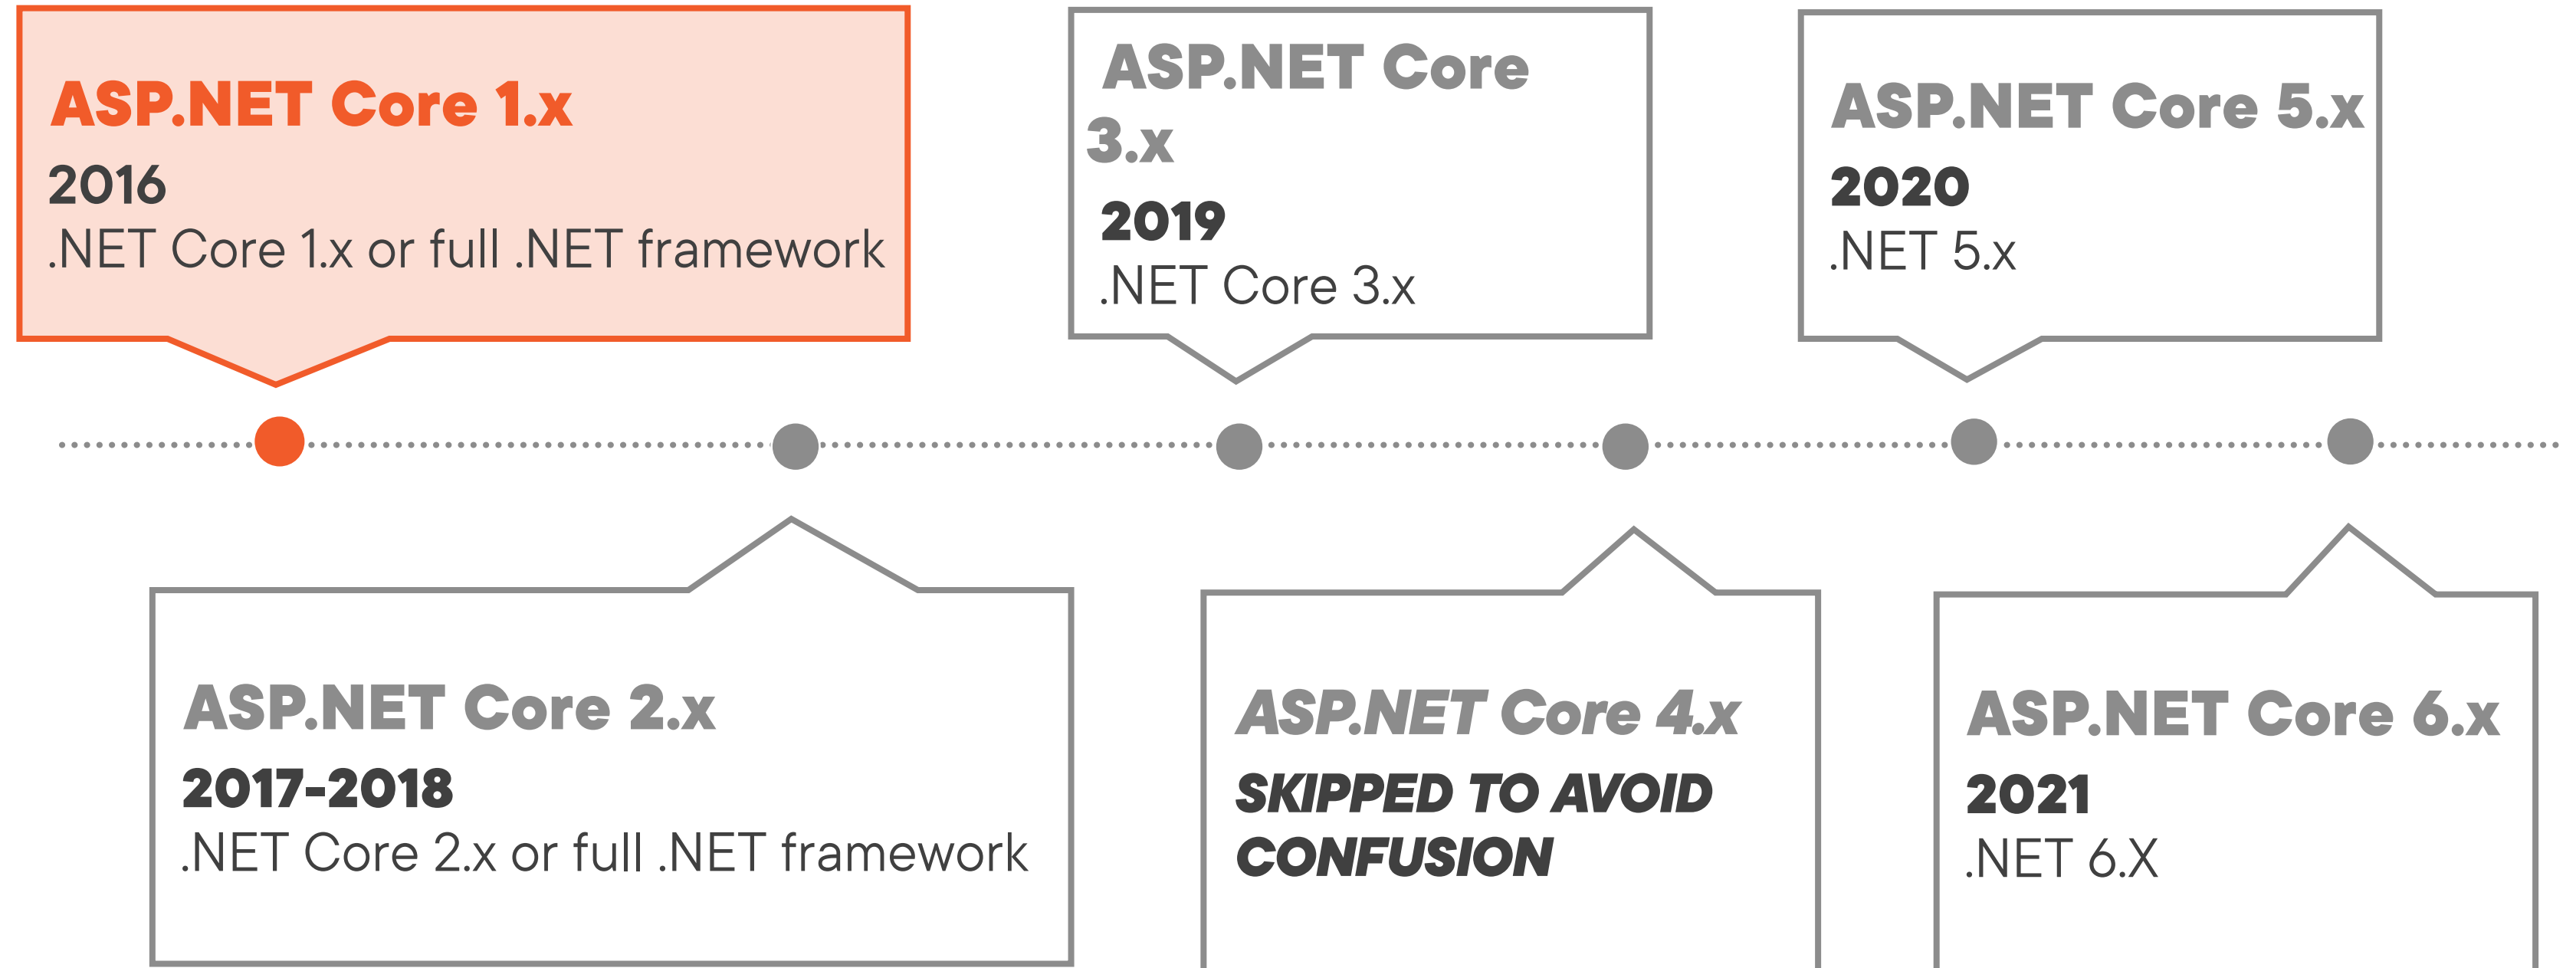 ASP.NET Core 1.x
2016
.NET Core 1.x or full .NET framework
ASP.NET Core
3.x
2019
.NET Core 3.x
ASP.NET Core 5.x
2020
.NET 5.x
ASP.NET Core 2.x
2017-2018
.NET Core 2.x or full .NET framework
ASP.NET Core 4.x
SKIPPED TO AVOID
CONFUSION
ASP.NET Core 6.x
2021
.NET 6.X